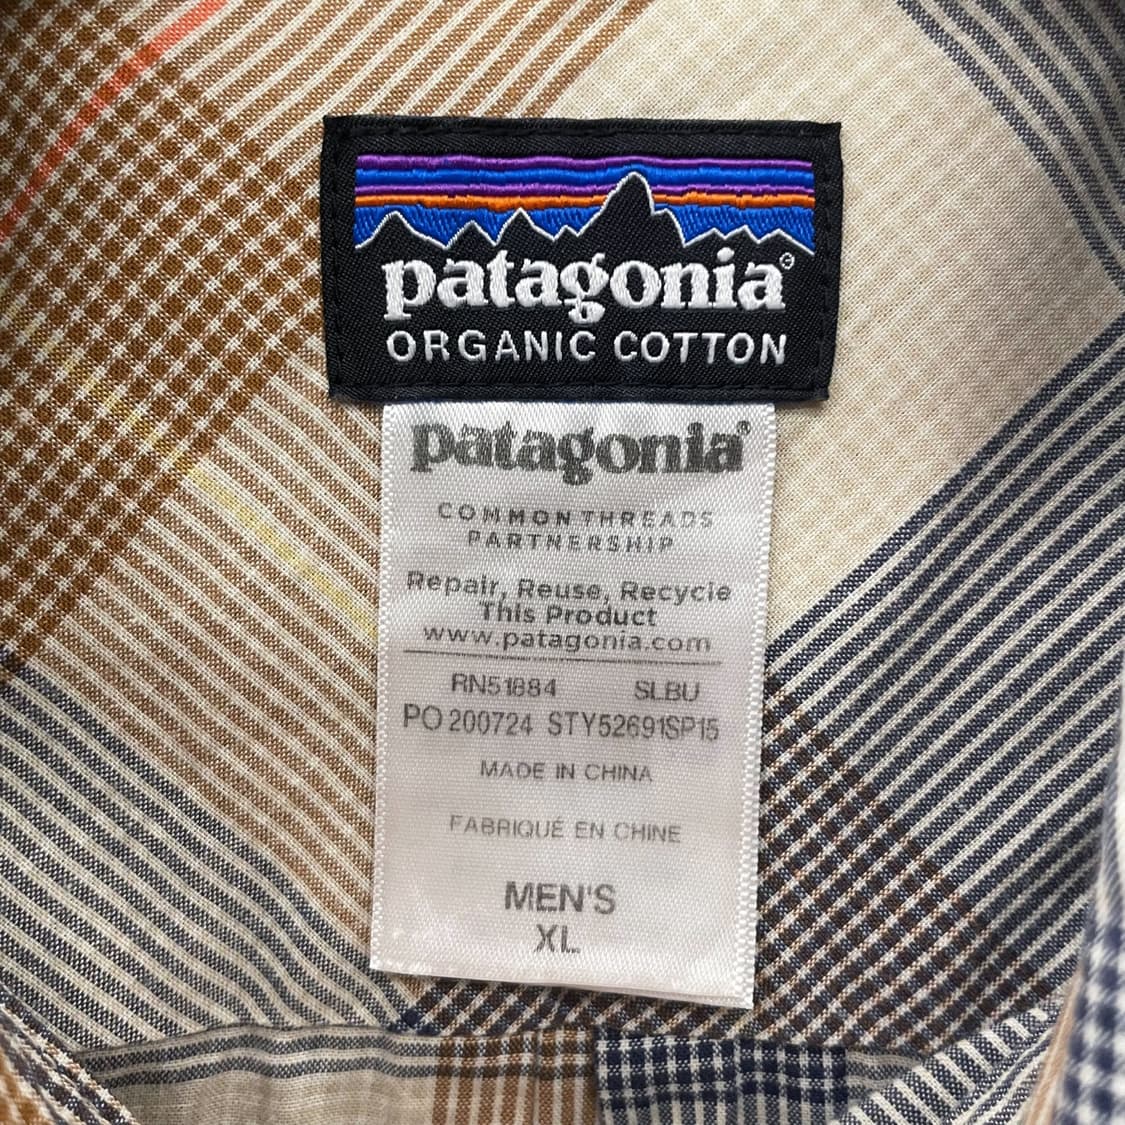 patagonia®
ORGANIC COTTON
patagonia®
COMMON THREADS
PARTNERSHIP
Repair, Reuse, Recycle
This Product
www.patagonia.com
RN51884 SLBU
PO 200724 STY52691SP15
MADE IN CHINA
FABRIQUÉ EN CHINE
MEN'S
XL